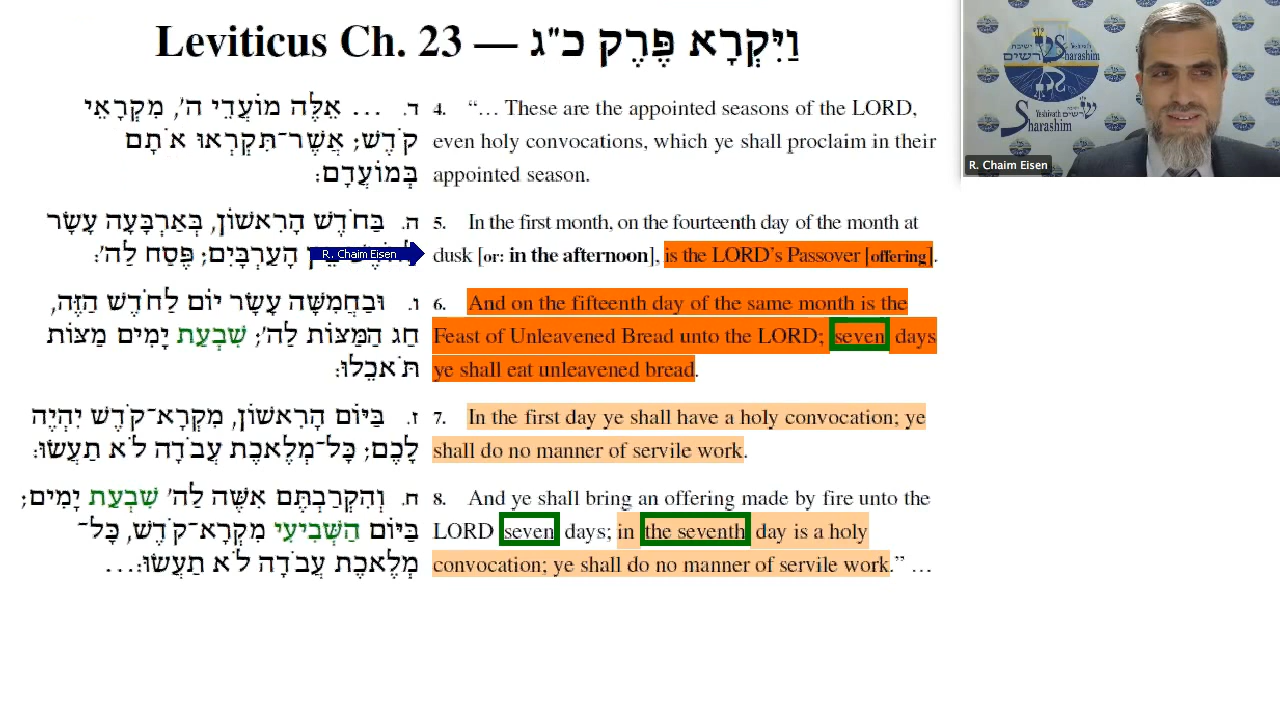 Leviticus Ch. 23 — וַיִּקְרָא פֶּרֶק כ"ג
ד. ... אֵלֶּה מוֹעֲדֵי ה', מִקְרָאֵי
קֹדֶשׁ; אֲשֶׁר־תִּקְרְאוּ אֹתָם
בְּמוֹעֲדָם:
4. “… These are the appointed seasons of the LORD,
even holy convocations, which ye shall proclaim in their
appointed season.
ה. בַּחֹדֶשׁ הָרִאשׁוֹן, בְּאַרְבָּעָה עָשָׂר
הָעַרְבָּיִם; פֶּסַח לַה':
R. Chaim Eisen
5. In the first month, on the fourteenth day of the month at
dusk [or: in the afternoon], is the LORD’s Passover [offering].
ו. וּבַחֲמִשָּׁה עָשָׂר יוֹם לַחֹדֶשׁ הַזֶּה,
חַג הַמַּצּוֹת לַה'; שִׁבְעַת יָמִים מַצּוֹת
תֹּאכֵלוּ:
6. And on the fifteenth day of the same month is the
Feast of Unleavened Bread unto the LORD; seven days
ye shall eat unleavened bread.
ז. בַּיּוֹם הָרִאשׁוֹן, מִקְרָא־קֹדֶשׁ יִהְיֶה
לָכֶם; כָּל־מְלֶאכֶת עֲבֹדָה לֹא תַעֲשׂוּ:
7. In the first day ye shall have a holy convocation; ye
shall do no manner of servile work.
ח. וְהִקְרַבְתֶּם אִשֶּׁה לַה' שִׁבְעַת יָמִים;
בַּיּוֹם הַשְּׁבִיעִי מִקְרָא־קֹדֶשׁ, כָּל־
מְלֶאכֶת עֲבֹדָה לֹא תַעֲשׂוּ:...
8. And ye shall bring an offering made by fire unto the
LORD seven days; in the seventh day is a holy
convocation; ye shall do no manner of servile work.” …
ישיבת
שרשים
Yeshivath
Sharashim
Yeshivath שרשים
Sharashim
R. Chaim Eisen